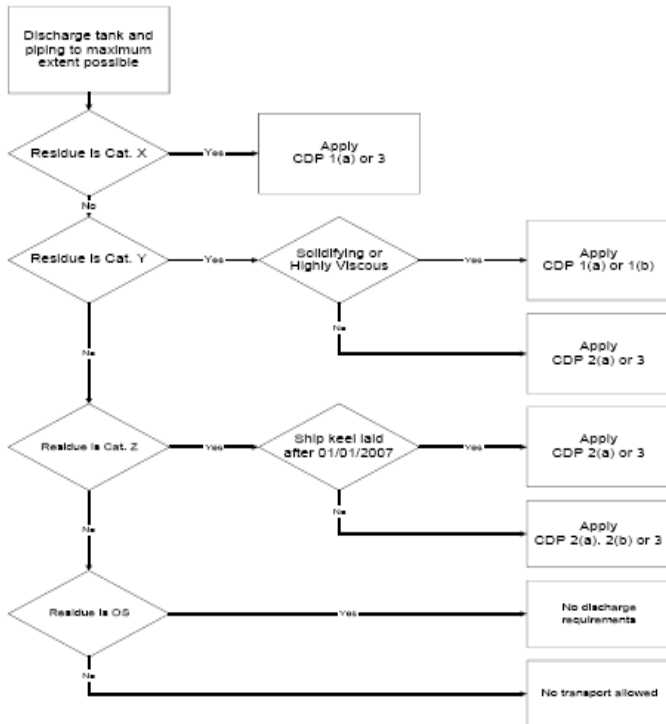 Discharge tank and
piping to maximum
extent possible
Residue is Cat. X
Yes
Apply
CDP 1(a) or 3
No
Residue is Cat. Y
Yes
Solidifying or
Highly Viscous
Yes
Apply
CDP 1(a) or 1(b)
No
Apply
CDP 2(a) or 3
No
Residue is Cat. Z
Yes
Ship keel laid
after 01/01/2007
Yes
Apply
CDP 2(a) or 3
No
Apply
CDP 2(a). 2(b) or 3
No
Residue is OS
Yes
No discharge
requirements
No
No transport allowed